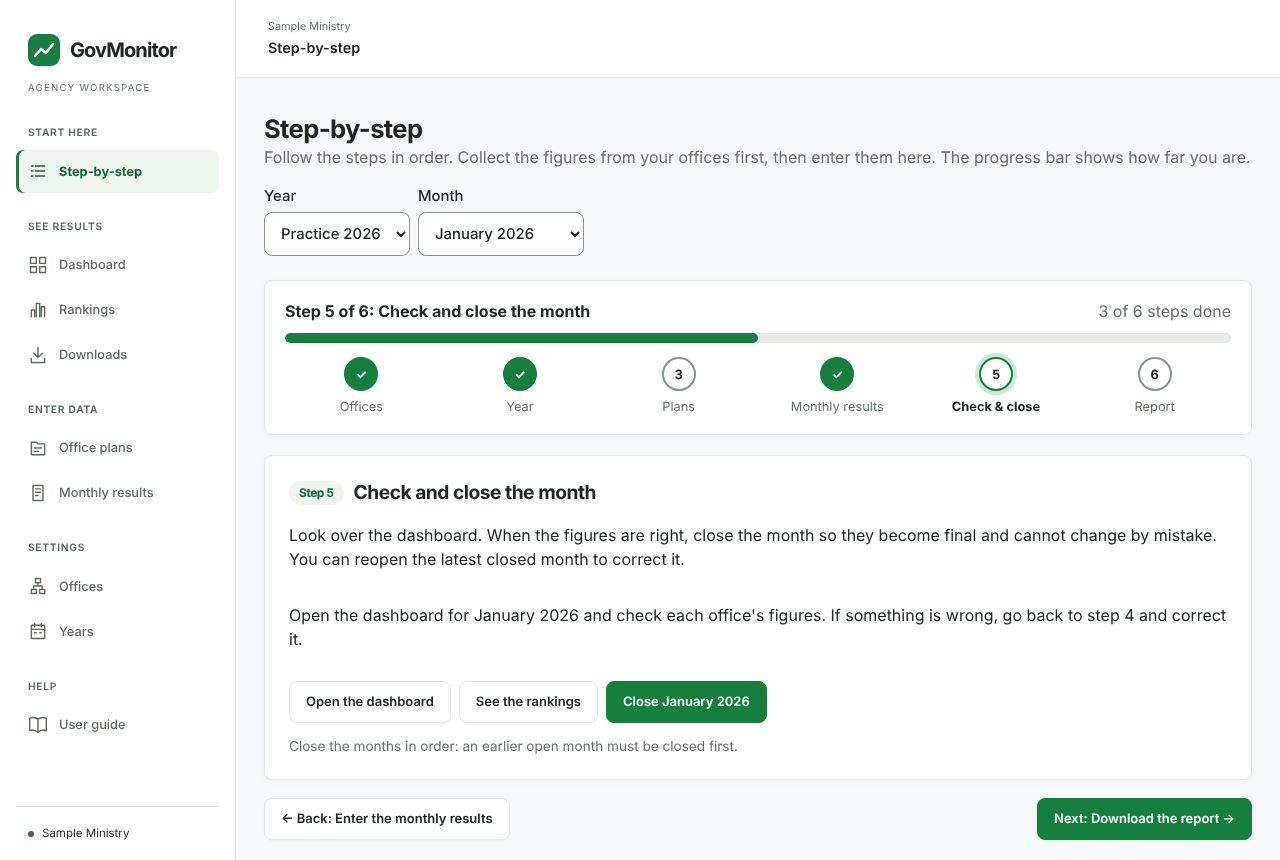 GovMonitor
AGENCY WORKSPACE
START HERE
Step-by-step
SEE RESULTS
Dashboard
Rankings
Downloads
ENTER DATA
Office plans
Monthly results
SETTINGS
Offices
Years
HELP
User guide
Sample Ministry
Sample Ministry
Step-by-step
Step-by-step
Follow the steps in order. Collect the figures from your offices first, then enter them here. The progress bar shows how far you are.
Year Month
Practice 2026 January 2026
Step 5 of 6: Check and close the month 3 of 6 steps done
3 5 6
Offices Year Plans Monthly results Check & close Report
Step 5 Check and close the month
Look over the dashboard. When the figures are right, close the month so they become final and cannot change by mistake.
You can reopen the latest closed month to correct it.
Open the dashboard for January 2026 and check each office's figures. If something is wrong, go back to step 4 and correct
it.
Open the dashboard See the rankings Close January 2026
Close the months in order: an earlier open month must be closed first.
← Back: Enter the monthly results Next: Download the report →